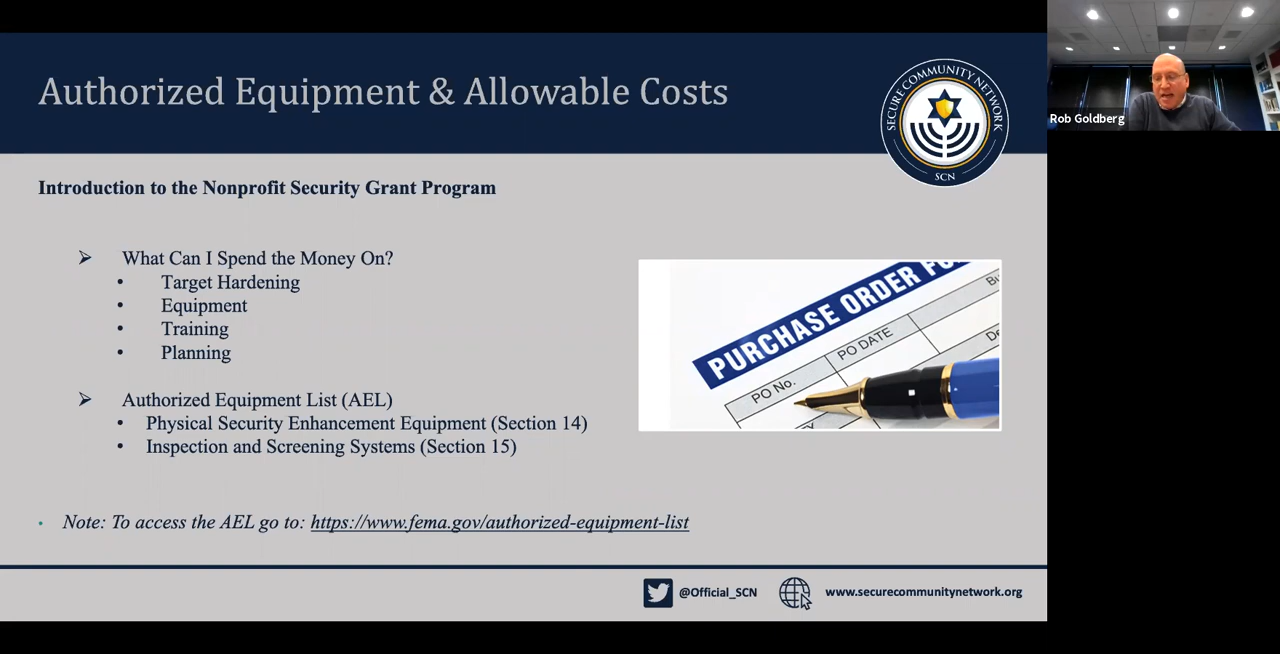 Authorized Equipment & Allowable Costs
SECURE COMMUNITY NETWORK
SCN
Rob Goldberg
Introduction to the Nonprofit Security Grant Program
➢ What Can I Spend the Money On?
• Target Hardening
• Equipment
• Training
• Planning
➢ Authorized Equipment List (AEL)
• Physical Security Enhancement Equipment (Section 14)
• Inspection and Screening Systems (Section 15)
PURCHASE ORDER
PO No.
PO DATE
• Note: To access the AEL go to: https://www.fema.gov/authorized-equipment-list
@Official_SCN
www.securecommunitynetwork.org